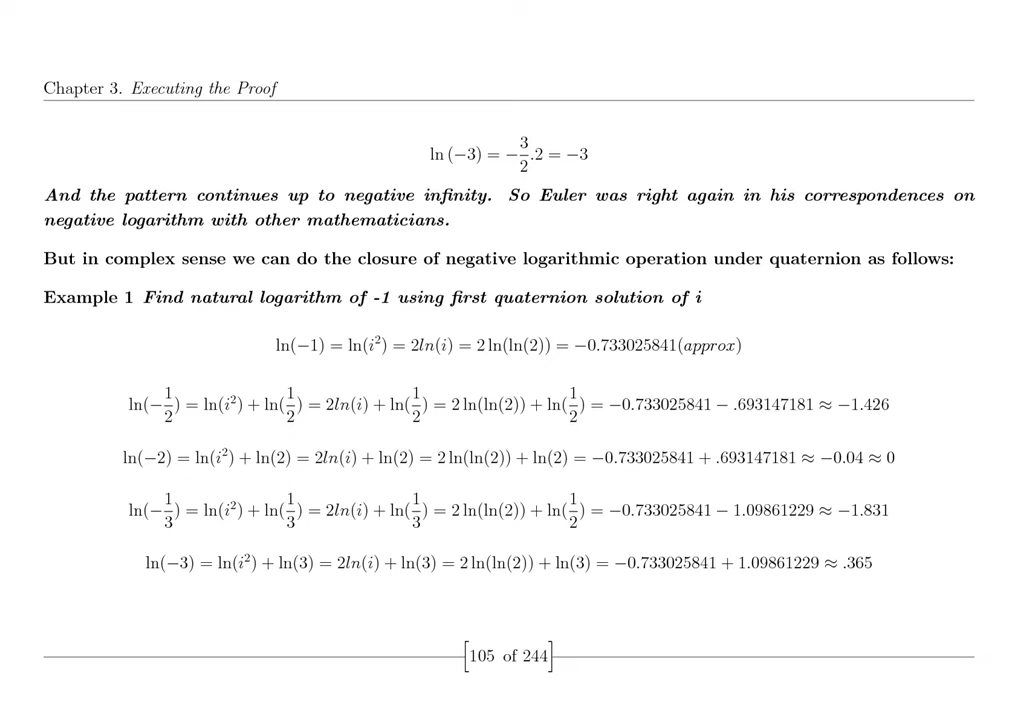 Chapter 3. Executing the Proof
ln (−3) = −3/2.2 = −3
And the pattern continues up to negative infinity. So Euler was right again in his correspondences on
negative logarithm with other mathematicians.
But in complex sense we can do the closure of negative logarithmic operation under quaternion as follows:
Example 1 Find natural logarithm of -1 using first quaternion solution of i
ln(−1) = ln(i²) = 2ln(i) = 2 ln(ln(2)) = −0.733025841(approx)
ln(−1/2) = ln(i²) + ln(1/2) = 2ln(i) + ln(1/2) = 2 ln(ln(2)) + ln(1/2) = −0.733025841 − .693147181 ≈ −1.426
ln(−2) = ln(i²) + ln(2) = 2ln(i) + ln(2) = 2 ln(ln(2)) + ln(2) = −0.733025841 + .693147181 ≈ −0.04 ≈ 0
ln(−1/3) = ln(i²) + ln(1/3) = 2ln(i) + ln(1/3) = 2 ln(ln(2)) + ln(1/2) = −0.733025841 − 1.09861229 ≈ −1.831
ln(−3) = ln(i²) + ln(3) = 2ln(i) + ln(3) = 2 ln(ln(2)) + ln(3) = −0.733025841 + 1.09861229 ≈ .365
[105 of 244]